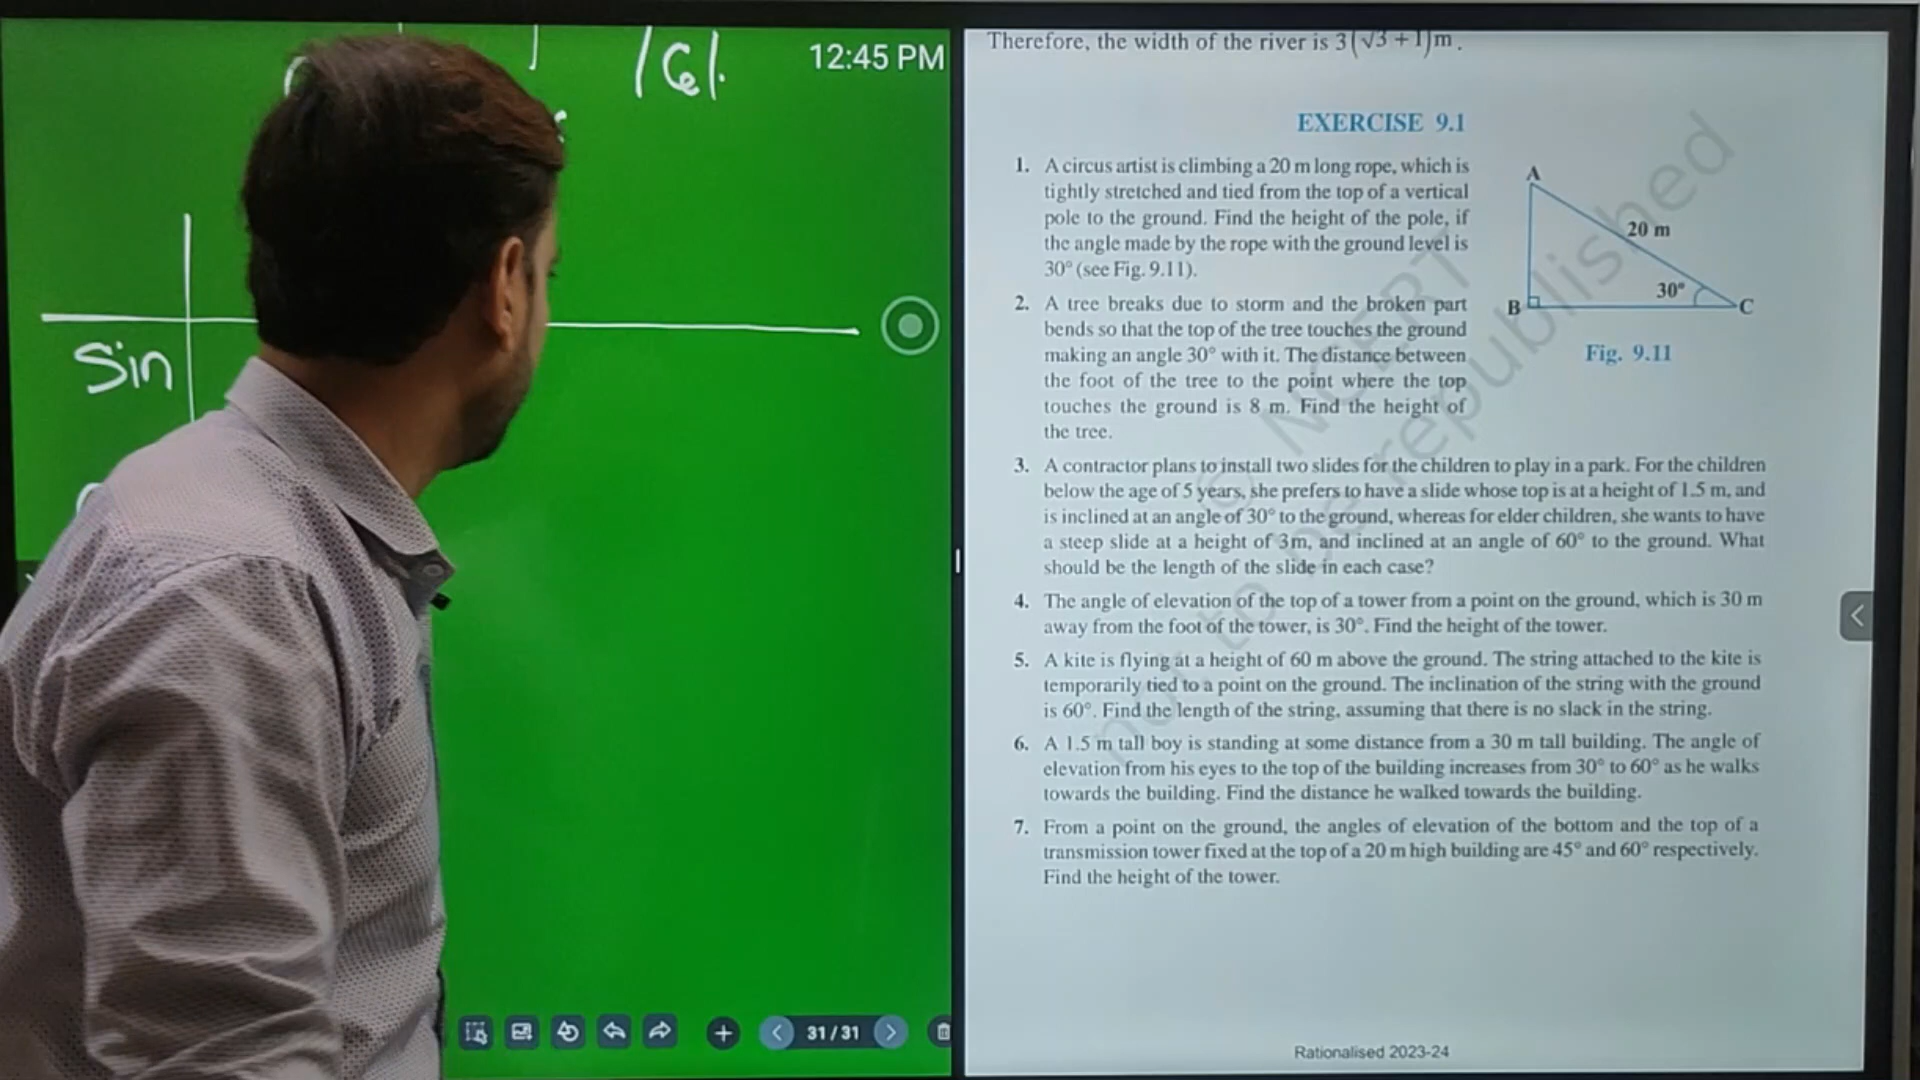 12:45 PM
Sin
31/31
Therefore, the width of the river is 3(√3 + 1)m.
EXERCISE 9.1
1. A circus artist is climbing a 20 m long rope, which is
tightly stretched and tied from the top of a vertical
pole to the ground. Find the height of the pole, if
the angle made by the rope with the ground level is
30° (see Fig. 9.11).
A
20 m
30°
B
C
Fig. 9.11
2. A tree breaks due to storm and the broken part
bends so that the top of the tree touches the ground
making an angle 30° with it. The distance between
the foot of the tree to the point where the top
touches the ground is 8 m. Find the height of
the tree.
3. A contractor plans to install two slides for the children to play in a park. For the children
below the age of 5 years, she prefers to have a slide whose top is at a height of 1.5 m, and
is inclined at an angle of 30° to the ground, whereas for elder children, she wants to have
a steep slide at a height of 3m, and inclined at an angle of 60° to the ground. What
should be the length of the slide in each case?
4. The angle of elevation of the top of a tower from a point on the ground, which is 30 m
away from the foot of the tower, is 30°. Find the height of the tower.
5. A kite is flying at a height of 60 m above the ground. The string attached to the kite is
temporarily tied to a point on the ground. The inclination of the string with the ground
is 60°. Find the length of the string, assuming that there is no slack in the string.
6. A 1.5 m tall boy is standing at some distance from a 30 m tall building. The angle of
elevation from his eyes to the top of the building increases from 30° to 60° as he walks
towards the building. Find the distance he walked towards the building.
7. From a point on the ground, the angles of elevation of the bottom and the top of a
transmission tower fixed at the top of a 20 m high building are 45° and 60° respectively.
Find the height of the tower.
© NCERT
not to be republished
Rationalised 2023-24